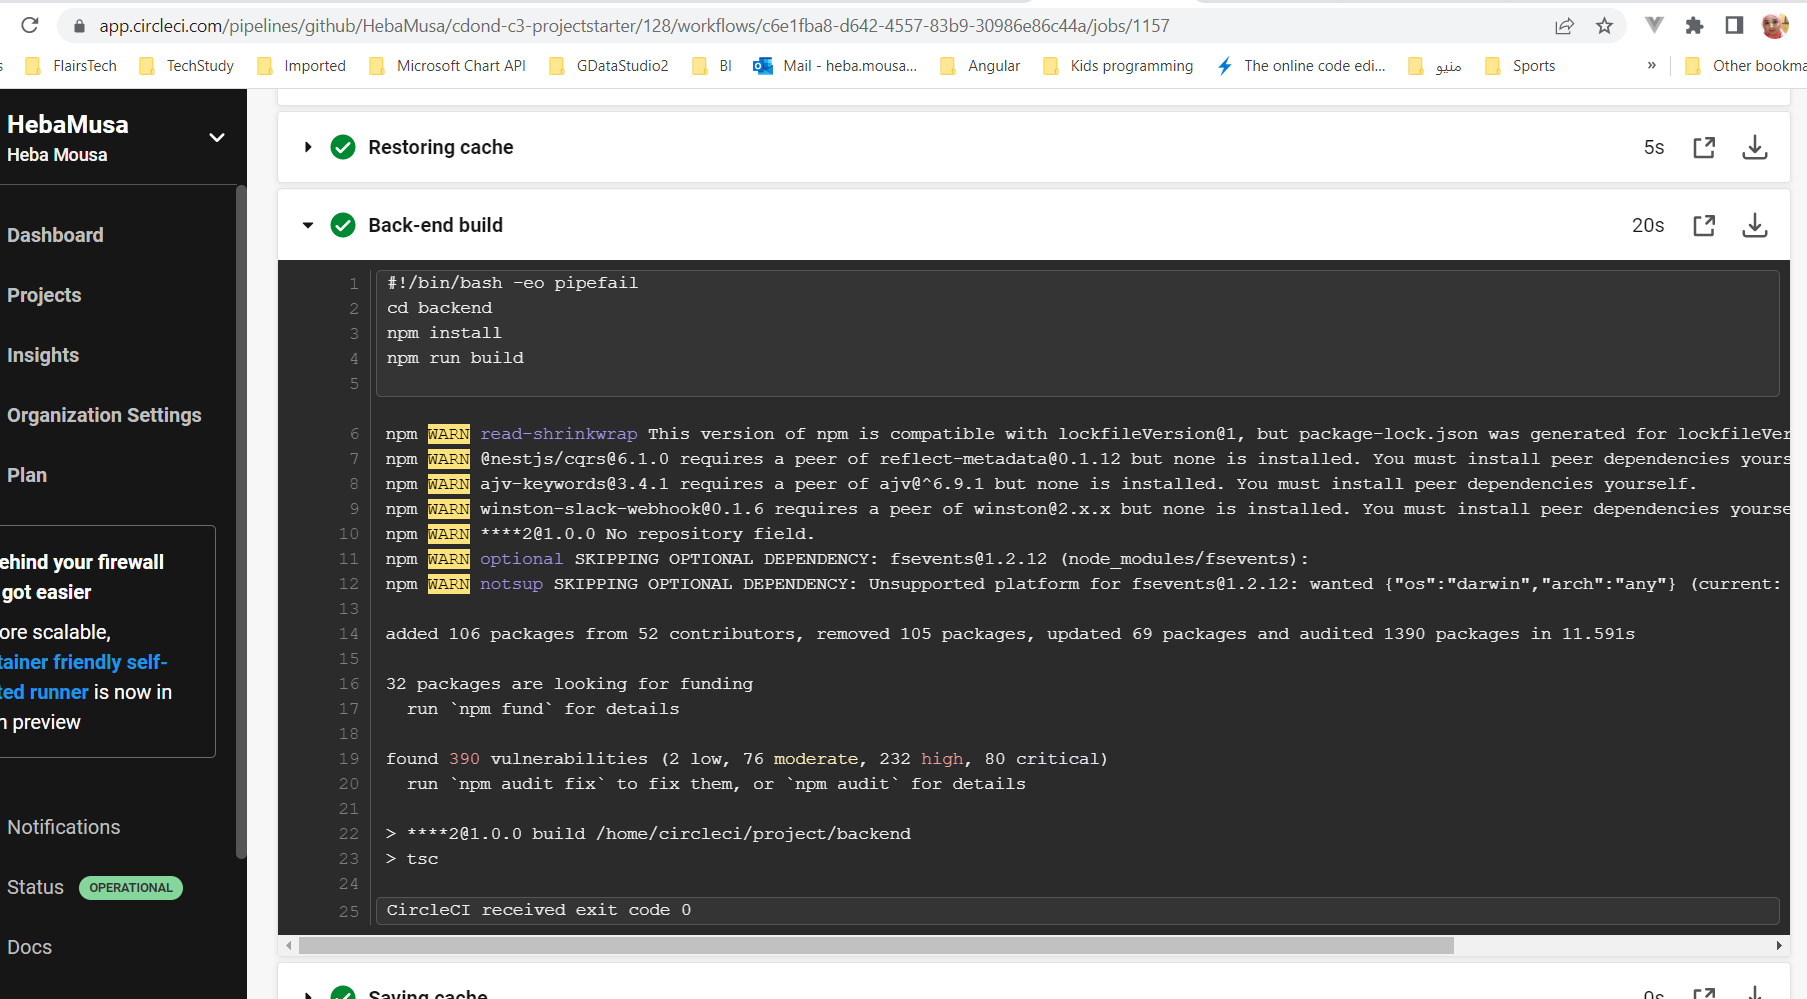 app.circleci.com/pipelines/github/HebaMusa/cdond-c3-projectstarter/128/workflows/c6e1fba8-d642-4557-83b9-30986e86c44a/jobs/1157
s FlairsTech TechStudy Imported Microsoft Chart API GDataStudio2 BI Mail - heba.mousa... Angular Kids programming The online code edi... منيو Sports » Other bookma
HebaMusa
Heba Mousa
Dashboard
Projects
Insights
Organization Settings
Plan
ehind your firewall
got easier
ore scalable,
tainer friendly self-
ted runner is now in
n preview
Notifications
Status OPERATIONAL
Docs
Restoring cache 5s
Back-end build 20s
1 #!/bin/bash -eo pipefail
2 cd backend
3 npm install
4 npm run build
5
6 npm WARN read-shrinkwrap This version of npm is compatible with lockfileVersion@1, but package-lock.json was generated for lockfileVer
7 npm WARN @nestjs/cqrs@6.1.0 requires a peer of reflect-metadata@0.1.12 but none is installed. You must install peer dependencies yours
8 npm WARN ajv-keywords@3.4.1 requires a peer of ajv@^6.9.1 but none is installed. You must install peer dependencies yourself.
9 npm WARN winston-slack-webhook@0.1.6 requires a peer of winston@2.x.x but none is installed. You must install peer dependencies yourse
10 npm WARN ****2@1.0.0 No repository field.
11 npm WARN optional SKIPPING OPTIONAL DEPENDENCY: fsevents@1.2.12 (node_modules/fsevents):
12 npm WARN notsup SKIPPING OPTIONAL DEPENDENCY: Unsupported platform for fsevents@1.2.12: wanted {"os":"darwin","arch":"any"} (current:
13
14 added 106 packages from 52 contributors, removed 105 packages, updated 69 packages and audited 1390 packages in 11.591s
15
16 32 packages are looking for funding
17 run `npm fund` for details
18
19 found 390 vulnerabilities (2 low, 76 moderate, 232 high, 80 critical)
20 run `npm audit fix` to fix them, or `npm audit` for details
21
22 > ****2@1.0.0 build /home/circleci/project/backend
23 > tsc
24
25 CircleCI received exit code 0
Saving cache 0s